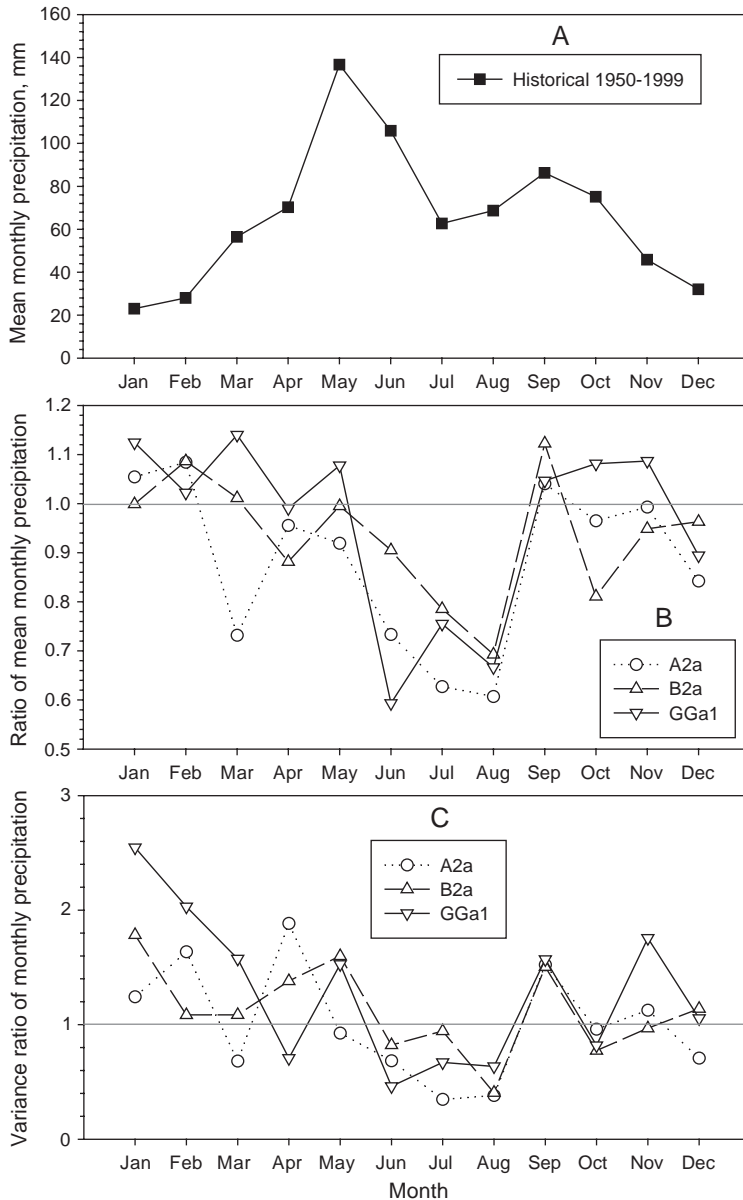 A
Historical 1950-1999
Mean monthly precipitation, mm
160
140
120
100
80
60
40
20
0
Jan Feb Mar Apr May Jun Jul Aug Sep Oct Nov Dec
Ratio of mean monthly precipitation
1.2
1.1
1.0
0.9
0.8
0.7
0.6
0.5
B
A2a
B2a
GGa1
Jan Feb Mar Apr May Jun Jul Aug Sep Oct Nov Dec
Variance ratio of monthly precipitation
3
2
1
0
C
A2a
B2a
GGa1
Jan Feb Mar Apr May Jun Jul Aug Sep Oct Nov Dec
Month